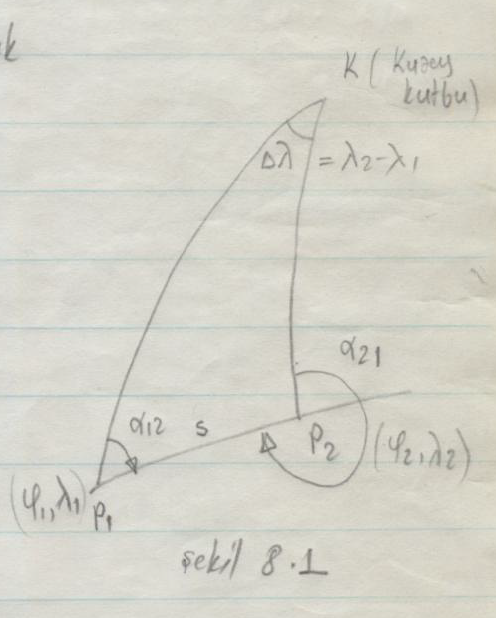 k
K ( Kuzey
kutbu)
Δλ = λ2-λ1
α21
α12 s
P2 (φ2,λ2)
(φ1,λ1) P1
şekil 8.1